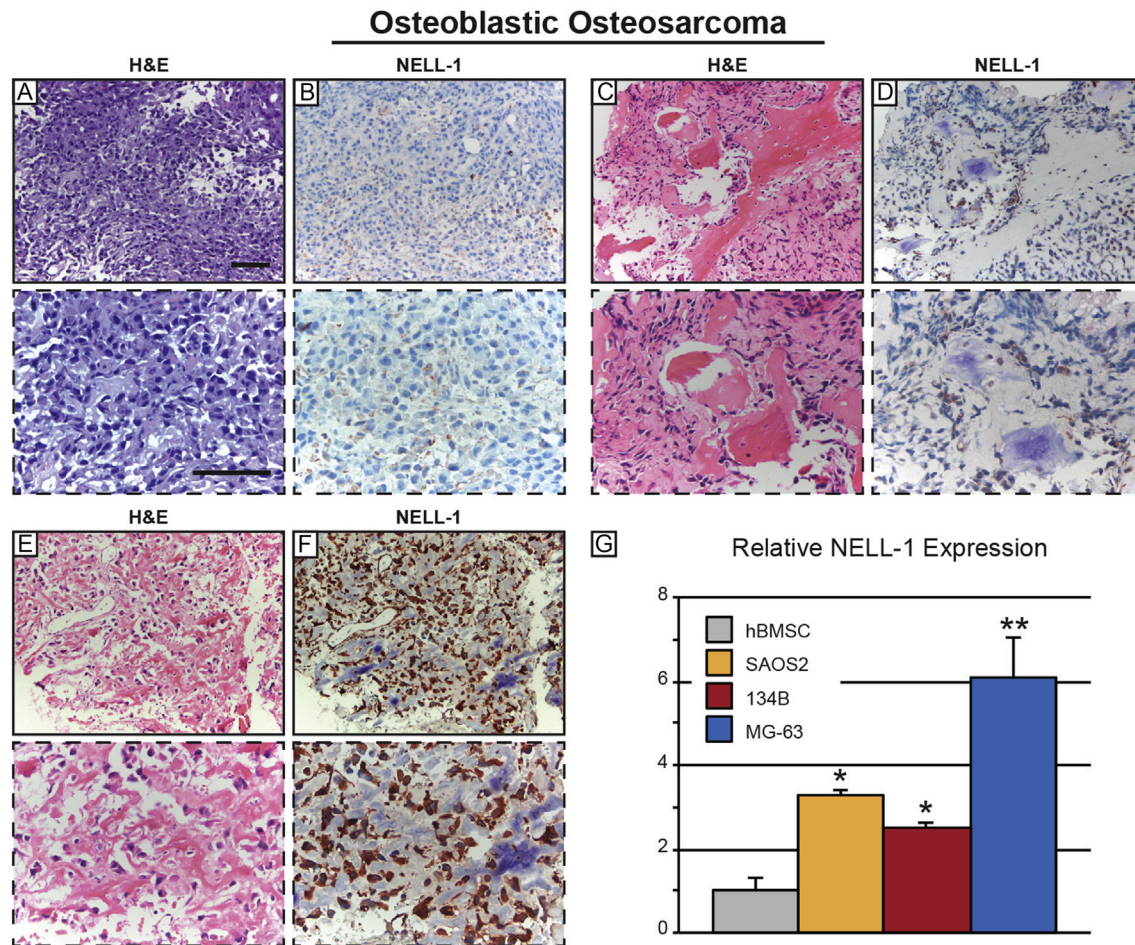 Osteoblastic Osteosarcoma
H&E
NELL-1
H&E
NELL-1
A
B
C
D
H&E
NELL-1
E
F
G
Relative NELL-1 Expression
8
6
4
2
0
hBMSC
SAOS2
134B
MG-63
*
*
**